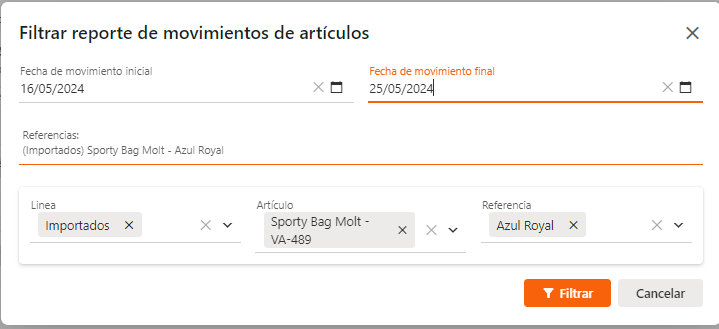 Filtrar reporte de movimientos de artículos
Fecha de movimiento inicial
16/05/2024
Fecha de movimiento final
25/05/2024
Referencias:
(Importados) Sporty Bag Molt - Azul Royal
Linea
Importados
Artículo
Sporty Bag Molt -
VA-489
Referencia
Azul Royal
Filtrar
Cancelar